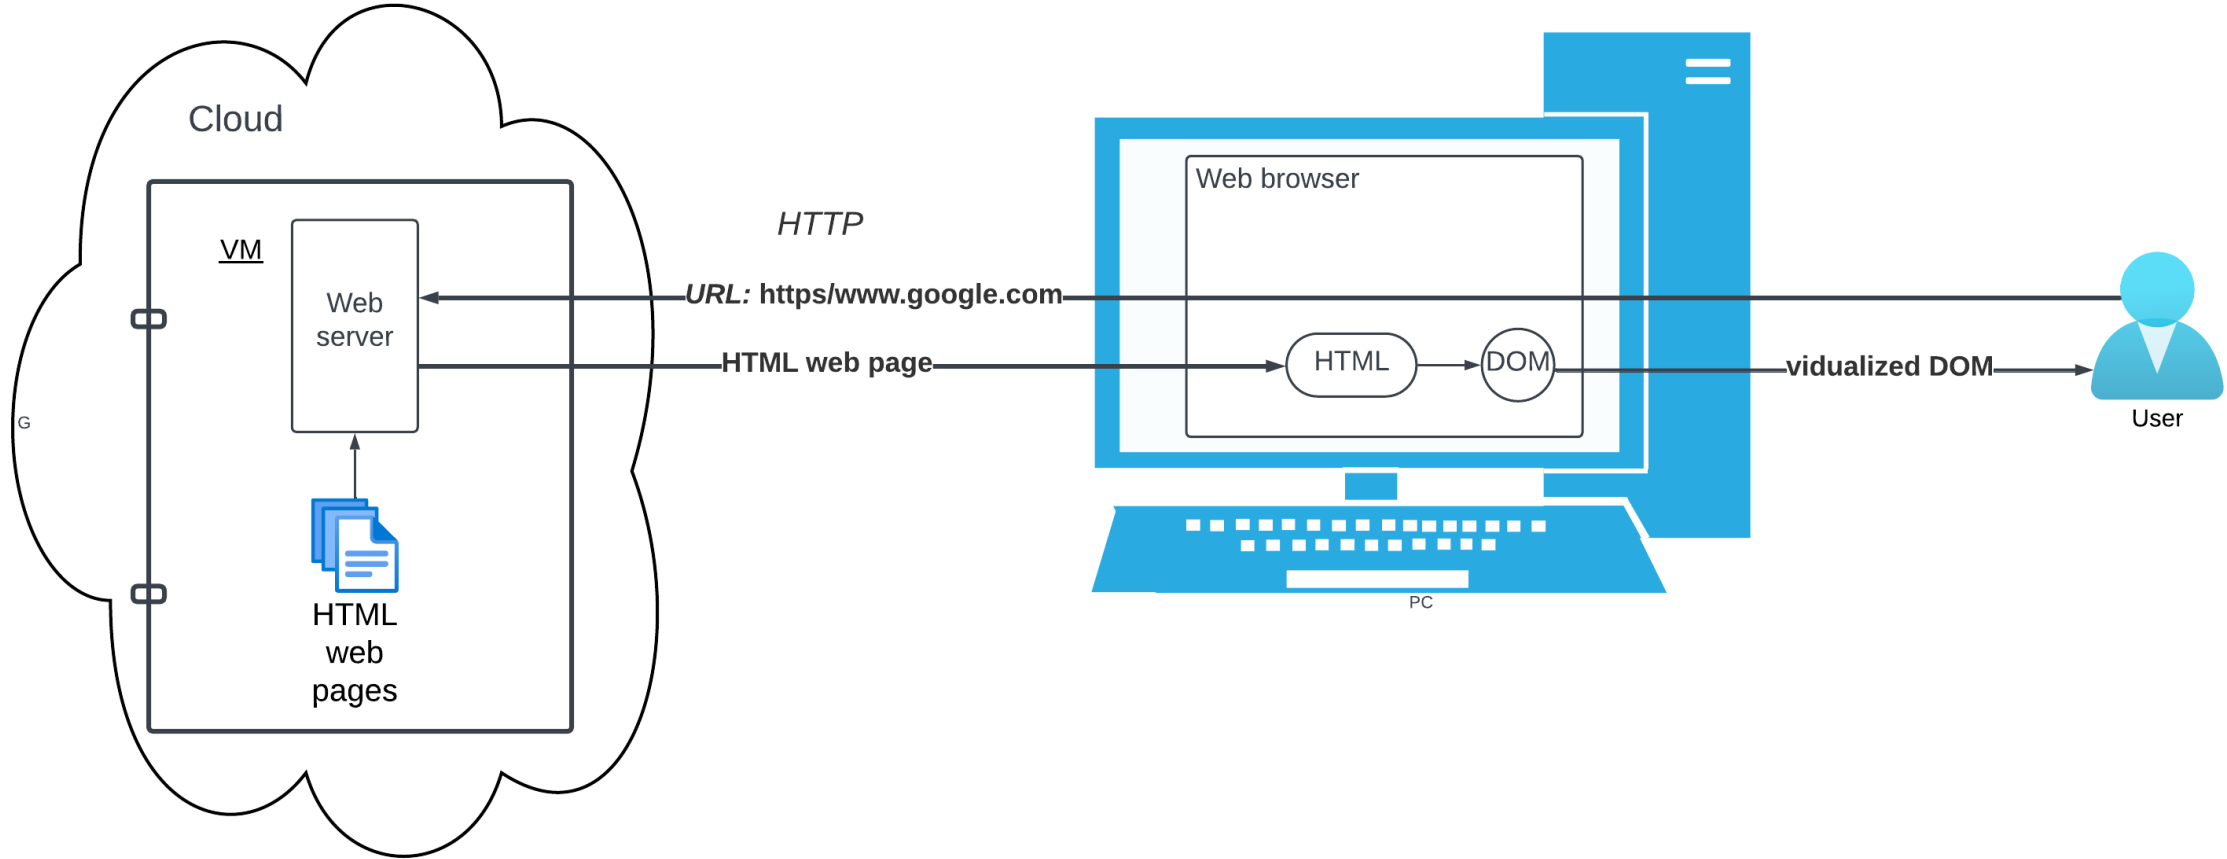 Cloud
VM
Web
server
G
HTML
web
pages
HTTP
URL: https/www.google.com
HTML web page
Web browser
HTML
DOM
PC
vidualized DOM
User